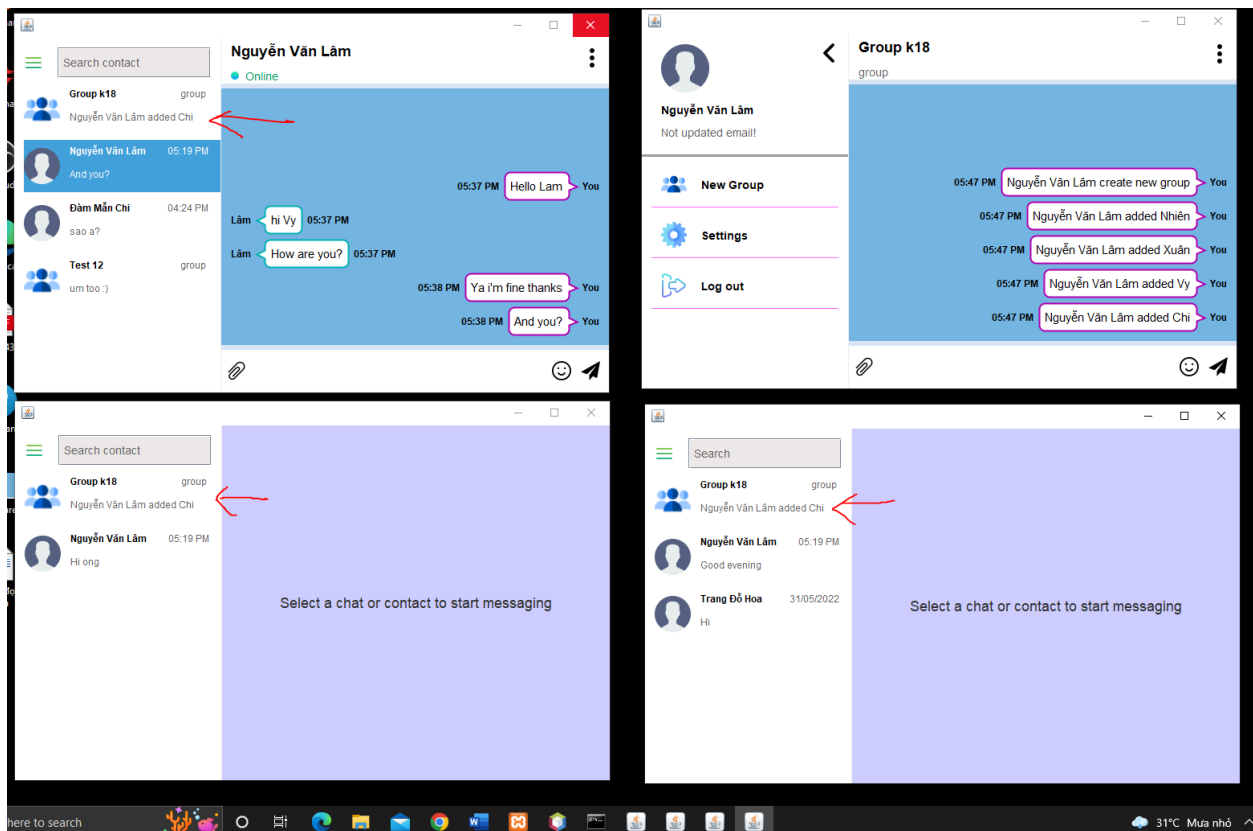 Search contact
Group k18 group
Nguyễn Văn Lâm added Chi
Nguyễn Văn Lâm 05:19 PM
And you?
Đàm Mẫn Chi 04:24 PM
sao a?
Test 12 group
um too :)
Nguyễn Văn Lâm
Online
05:37 PM Hello Lam You
Lâm hi Vy 05:37 PM
Lâm How are you? 05:37 PM
05:38 PM Ya i'm fine thanks You
05:38 PM And you? You
Nguyễn Văn Lâm
Not updated email!
New Group
Settings
Log out
Group k18
group
05:47 PM Nguyễn Văn Lâm create new group You
05:47 PM Nguyễn Văn Lâm added Nhiên You
05:47 PM Nguyễn Văn Lâm added Xuân You
05:47 PM Nguyễn Văn Lâm added Vy You
05:47 PM Nguyễn Văn Lâm added Chi You
Search contact
Group k18 group
Nguyễn Văn Lâm added Chi
Nguyễn Văn Lâm 05:19 PM
Hi ong
Select a chat or contact to start messaging
Search
Group k18 group
Nguyễn Văn Lâm added Chi
Nguyễn Văn Lâm 05:19 PM
Good evening
Trang Đỗ Hoa 31/05/2022
Hi
Select a chat or contact to start messaging
here to search
31°C Mưa nhỏ